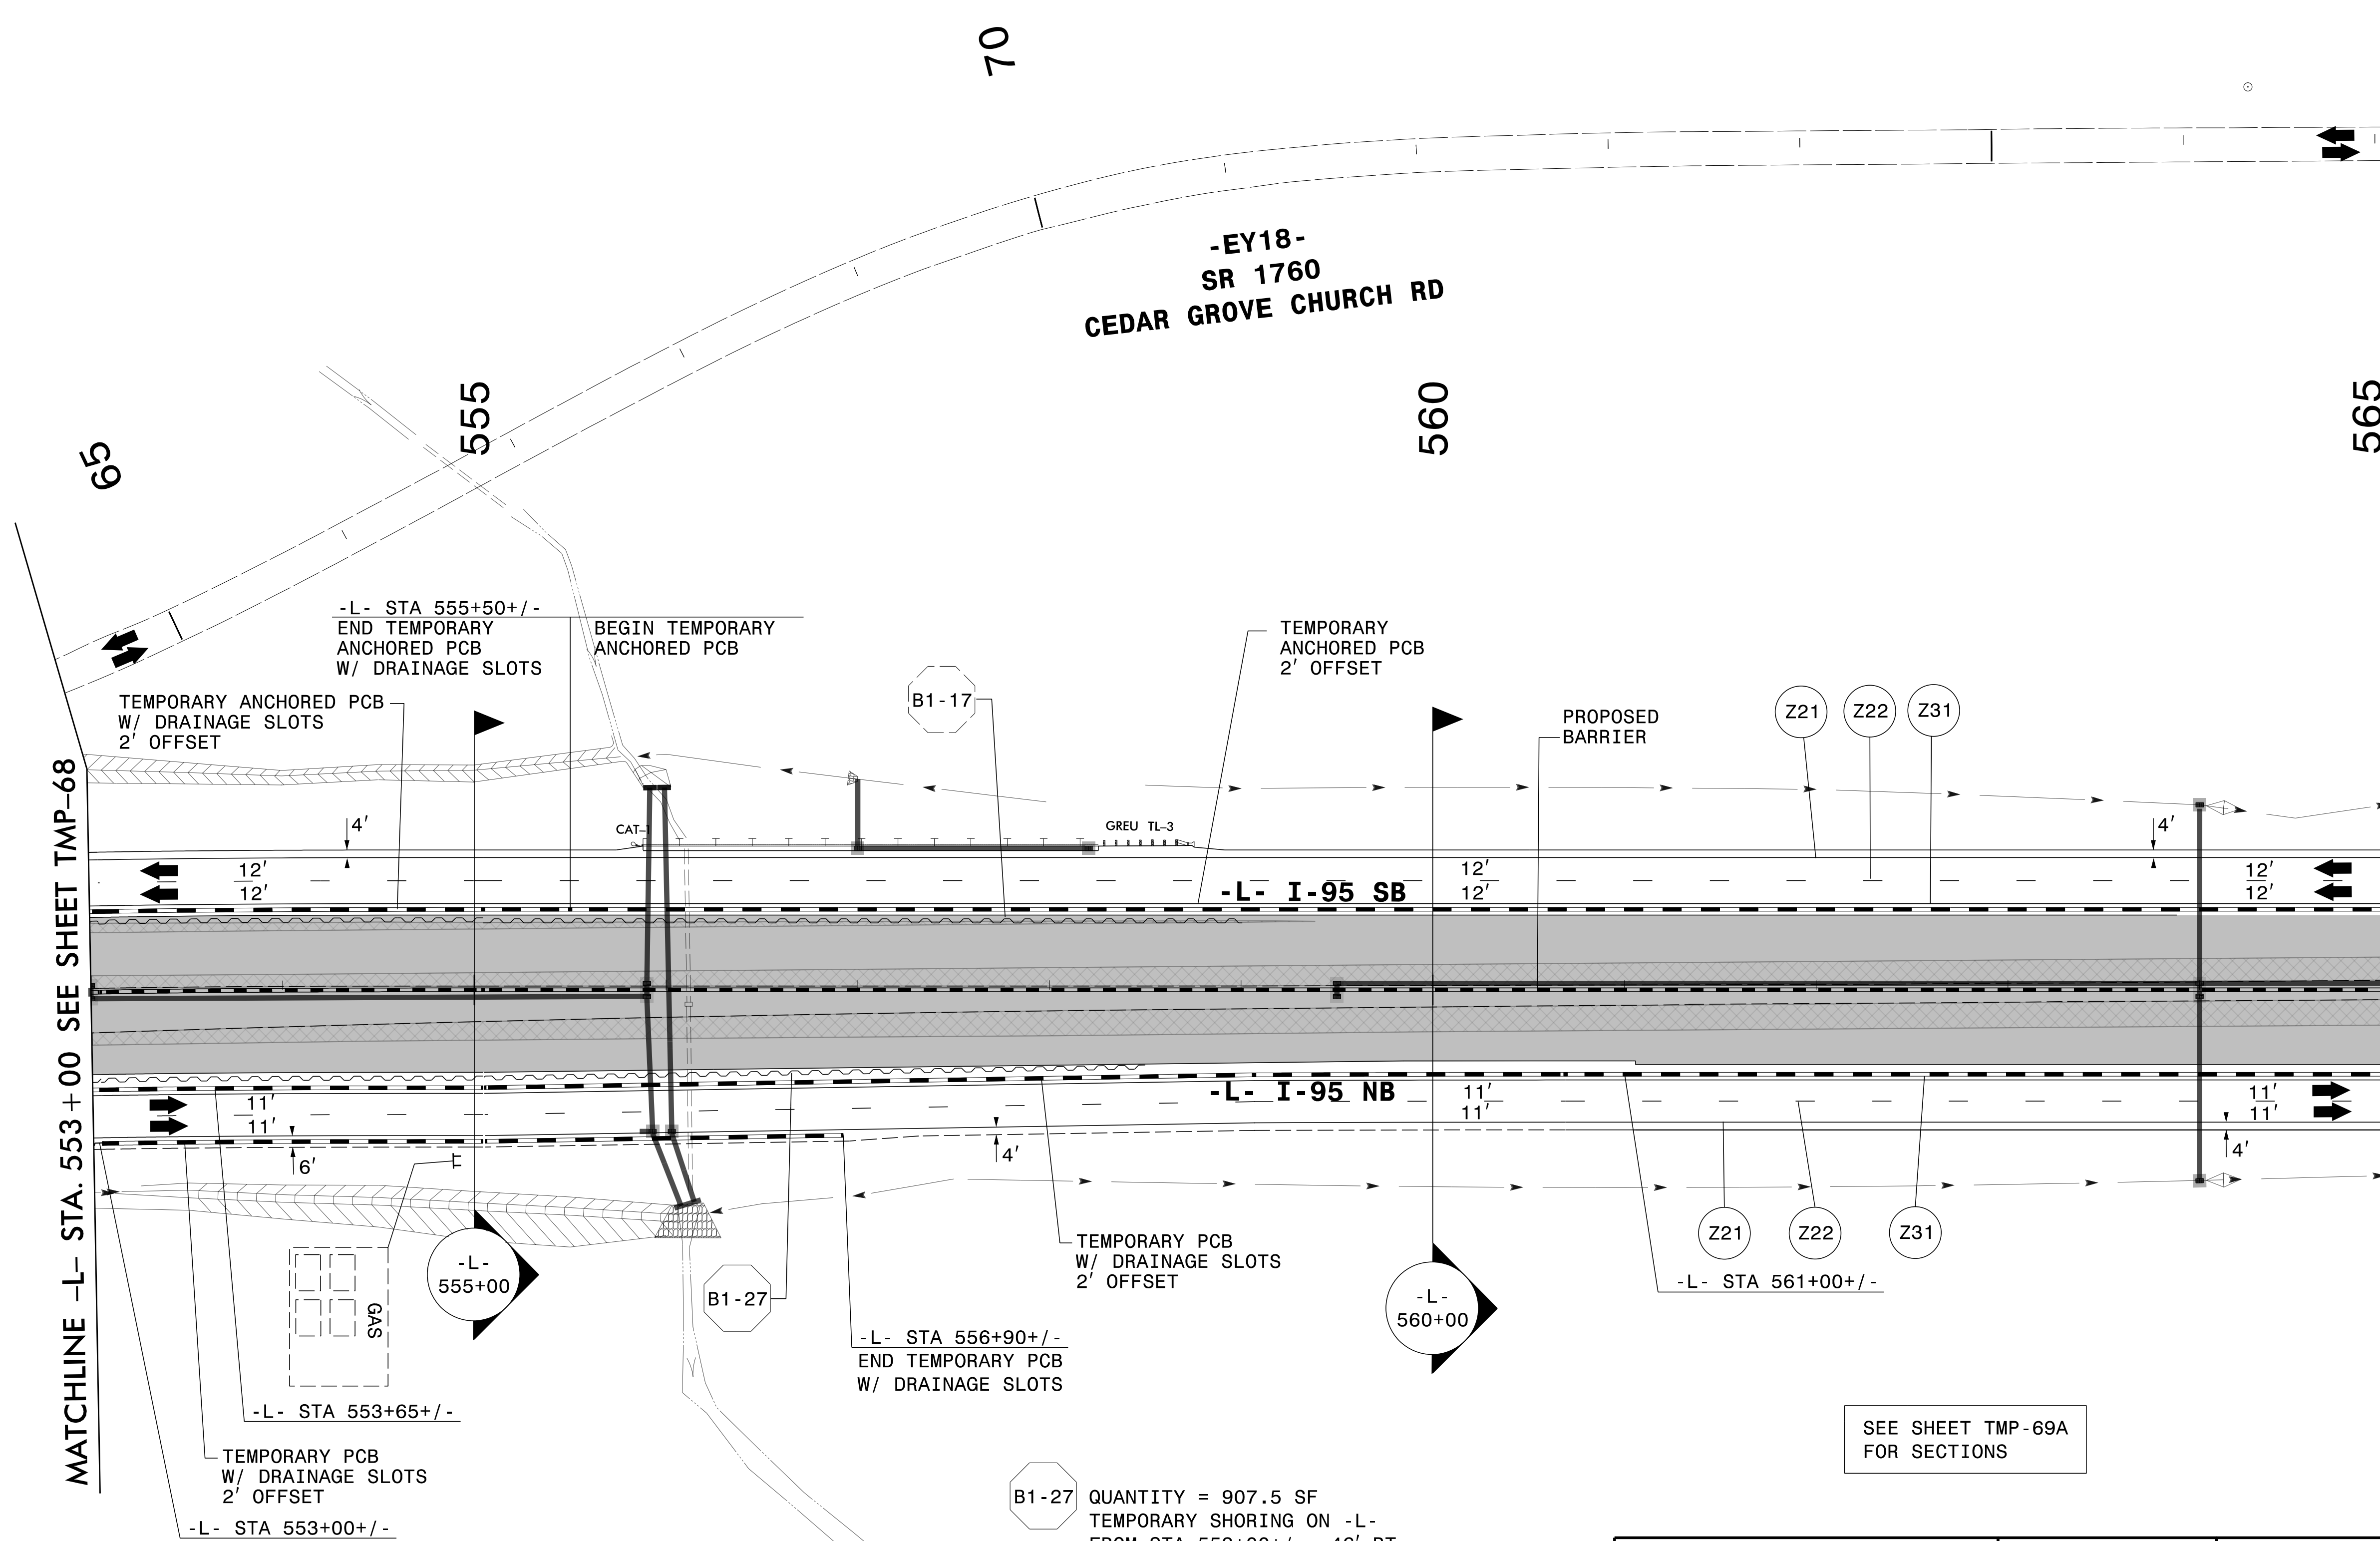 70
-EY18-
SR 1760
CEDAR GROVE CHURCH RD
65
555
560
565
-L- STA 555+50+/-
END TEMPORARY
ANCHORED PCB
W/ DRAINAGE SLOTS
BEGIN TEMPORARY
ANCHORED PCB
TEMPORARY
ANCHORED PCB
2' OFFSET
TEMPORARY ANCHORED PCB
W/ DRAINAGE SLOTS
2' OFFSET
B1-17
PROPOSED
BARRIER
Z21
Z22
Z31
MATCHLINE -L- STA. 553+00 SEE SHEET TMP-68
4'
CAT-1
GREU TL-3
4'
12'
12'
12'
12'
12'
12'
-L- I-95 SB
-L- I-95 NB
11'
11'
11'
11'
11'
11'
6'
4'
4'
Z21
Z22
Z31
-L- STA 561+00+/-
TEMPORARY PCB
W/ DRAINAGE SLOTS
2' OFFSET
-L-
555+00
B1-27
-L-
560+00
GAS
-L- STA 556+90+/-
END TEMPORARY PCB
W/ DRAINAGE SLOTS
-L- STA 553+65+/-
TEMPORARY PCB
W/ DRAINAGE SLOTS
2' OFFSET
-L- STA 553+00+/-
SEE SHEET TMP-69A
FOR SECTIONS
B1-27
QUANTITY = 907.5 SF
TEMPORARY SHORING ON -L-